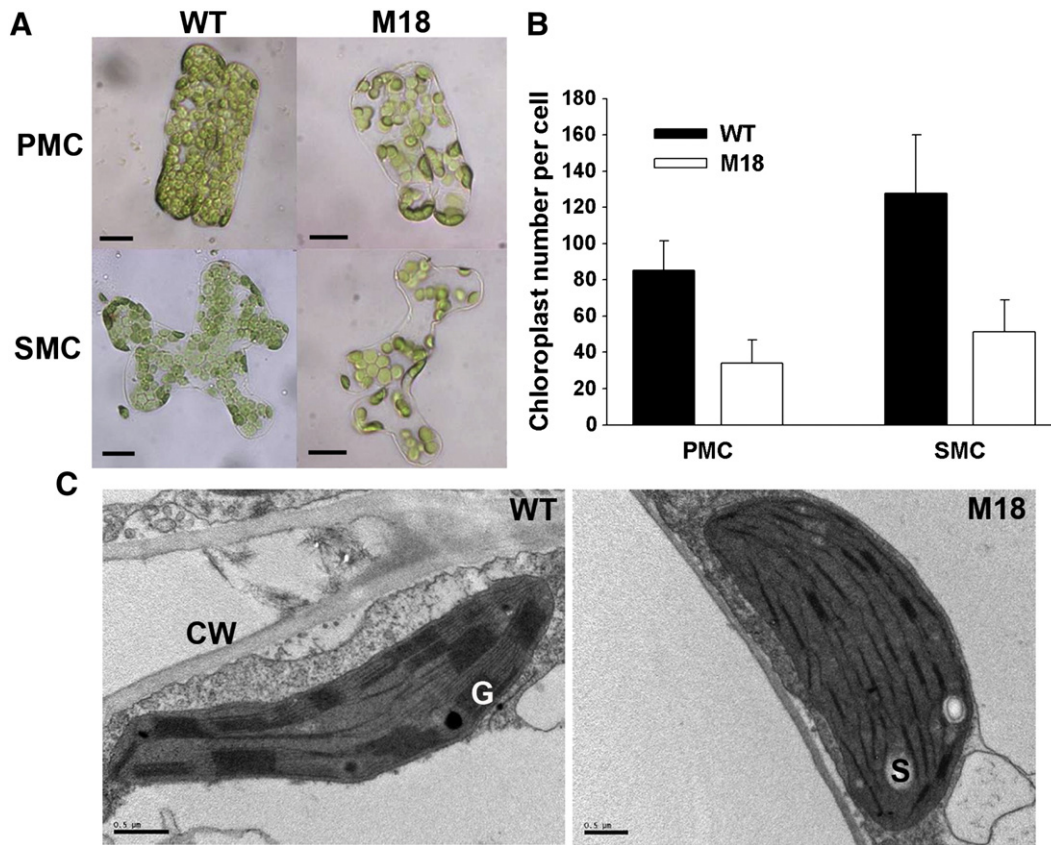 A
WT
M18
B
PMC
SMC
Chloroplast number per cell
180
160
140
120
100
80
60
40
20
0
WT
M18
PMC
SMC
C
WT
CW
G
0.5 µm
M18
S
0.5 µm